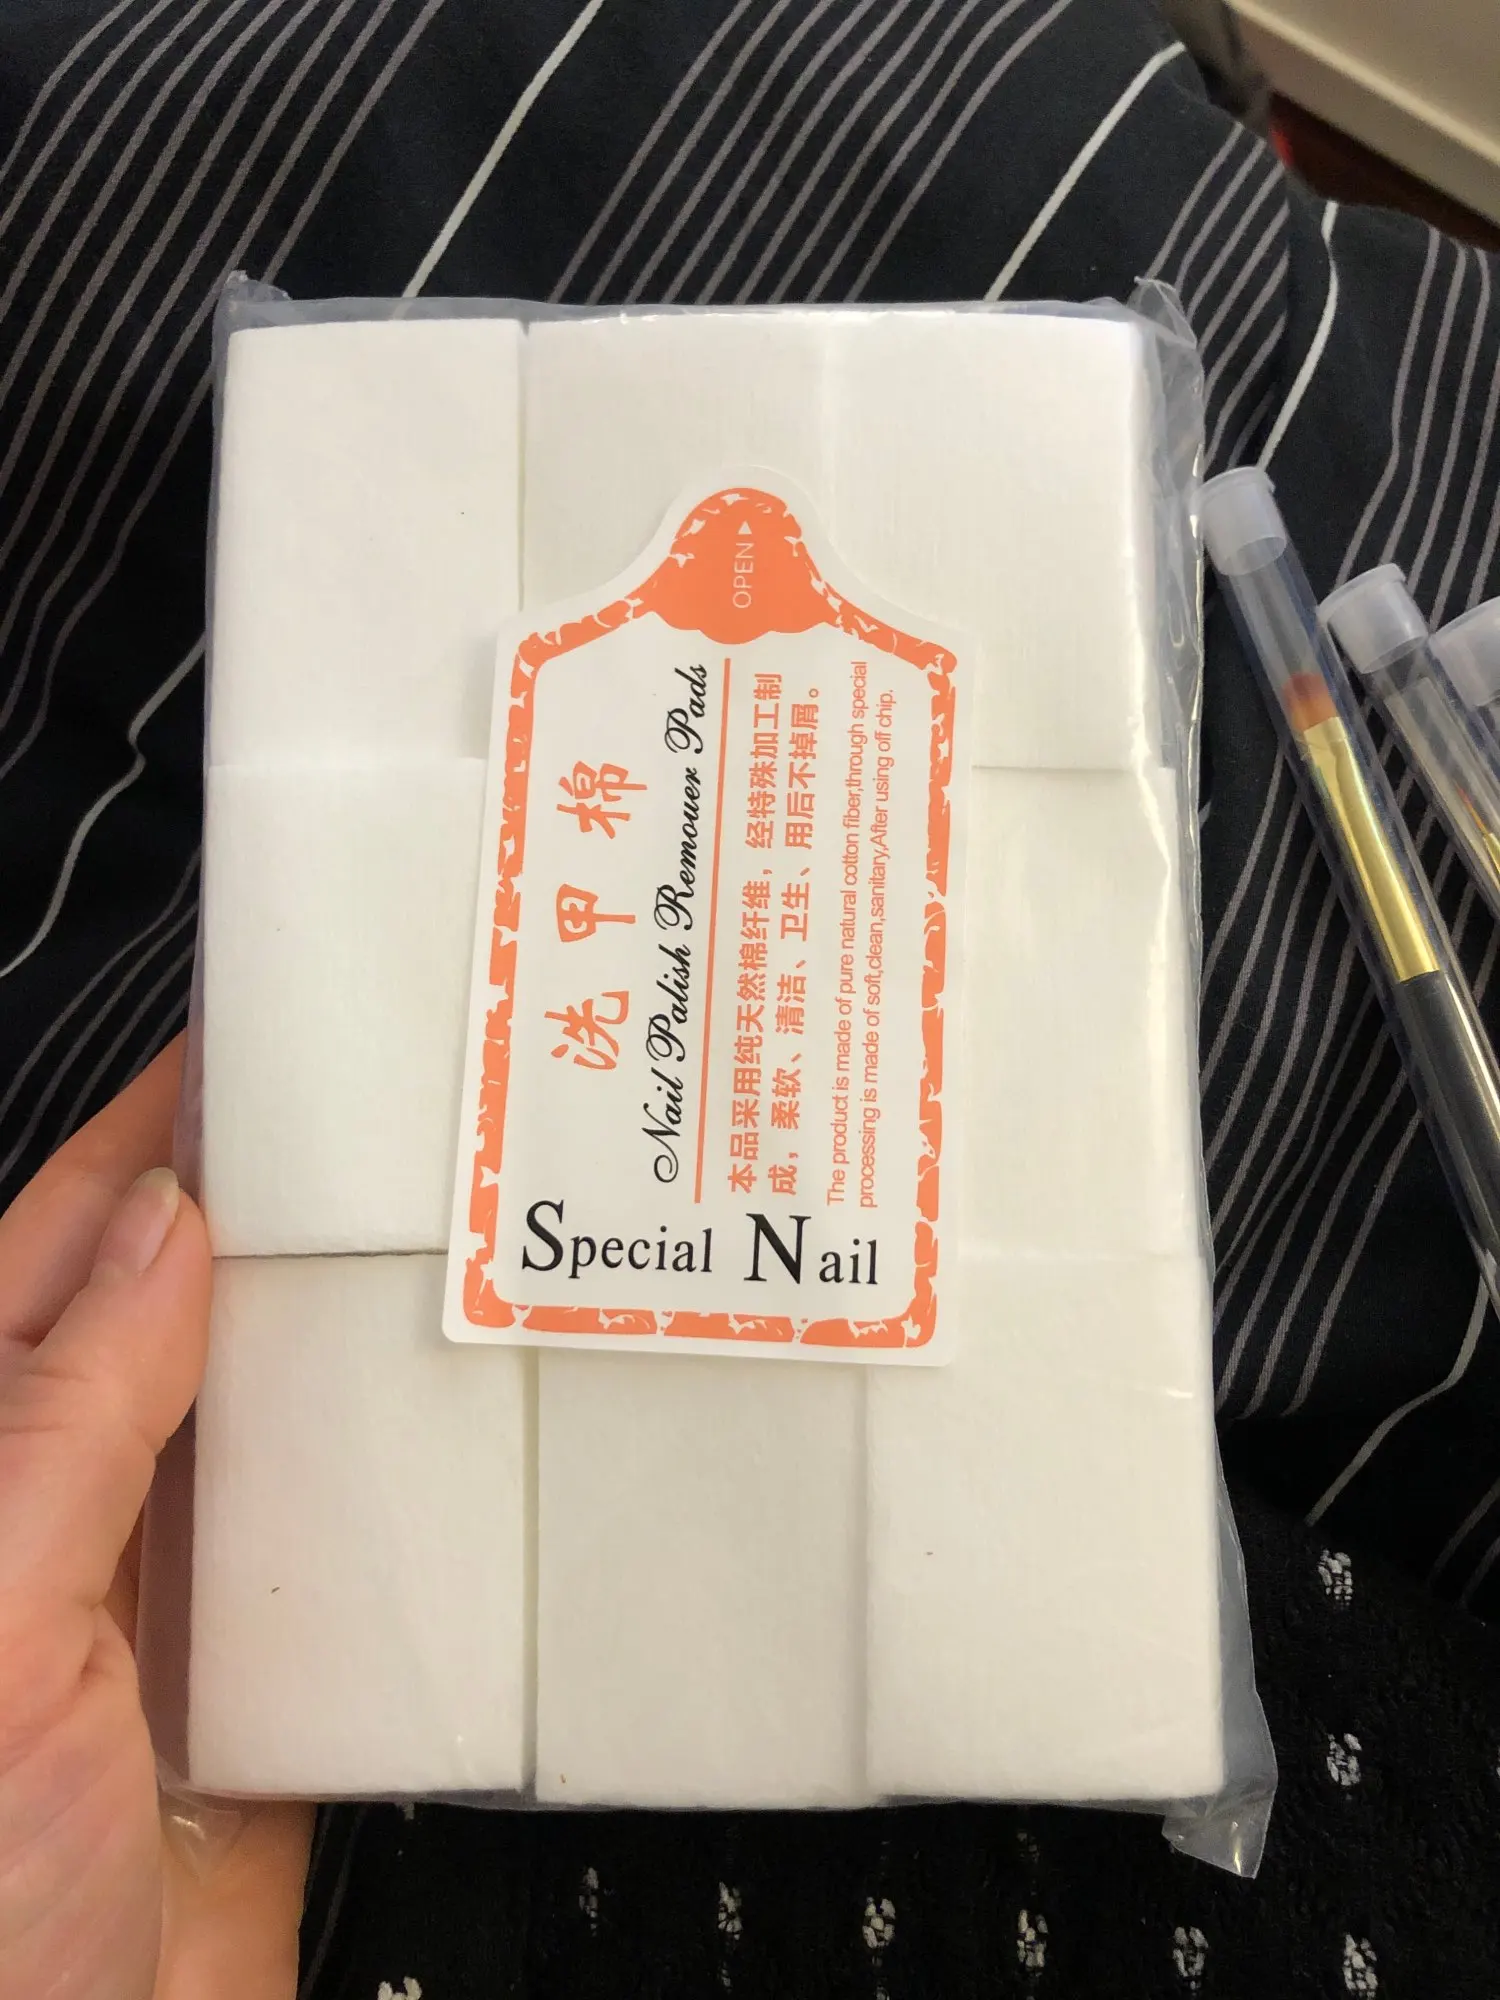 OPEN
洗甲棉
Nail Palish Remouer Pads
本品采用纯天然棉纤维，经特殊加工制
成，柔软、清洁、卫生、用后不掉屑。
The product is made of pure natural cotton fiber,through special
processing is made of soft,clean,sanitary,After using off chip.
Special Nail